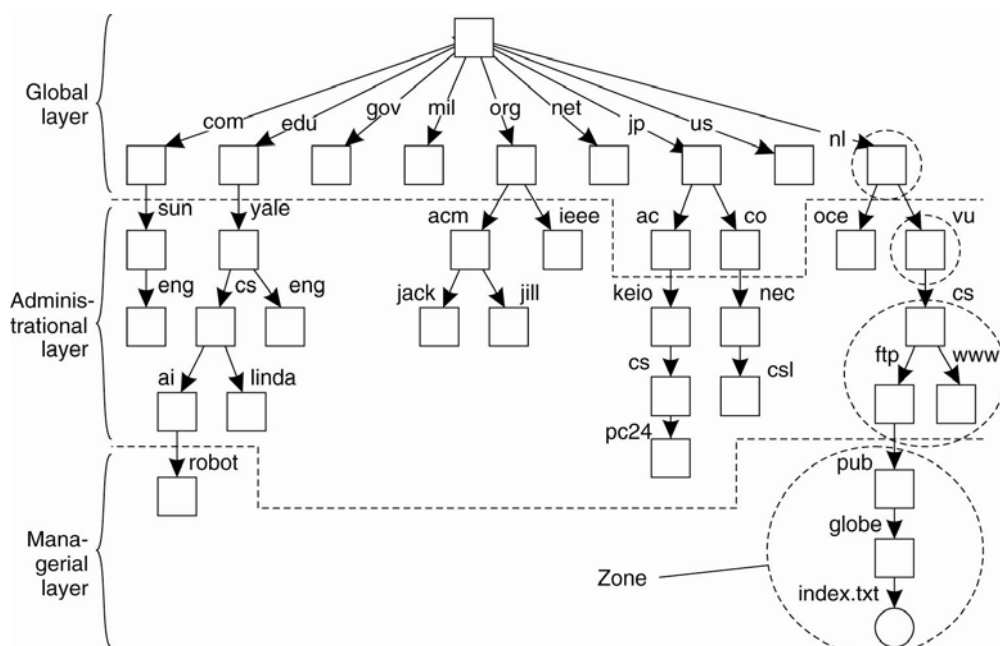 Global
layer
com
edu
gov
mil
org
net
jp
us
nl
sun
yale
acm
ieee
ac
co
oce
vu
Adminis-
trational
layer
eng
cs
eng
jack
jill
keio
nec
cs
ai
linda
cs
csl
ftp
www
pc24
robot
pub
Mana-
gerial
layer
globe
Zone
index.txt